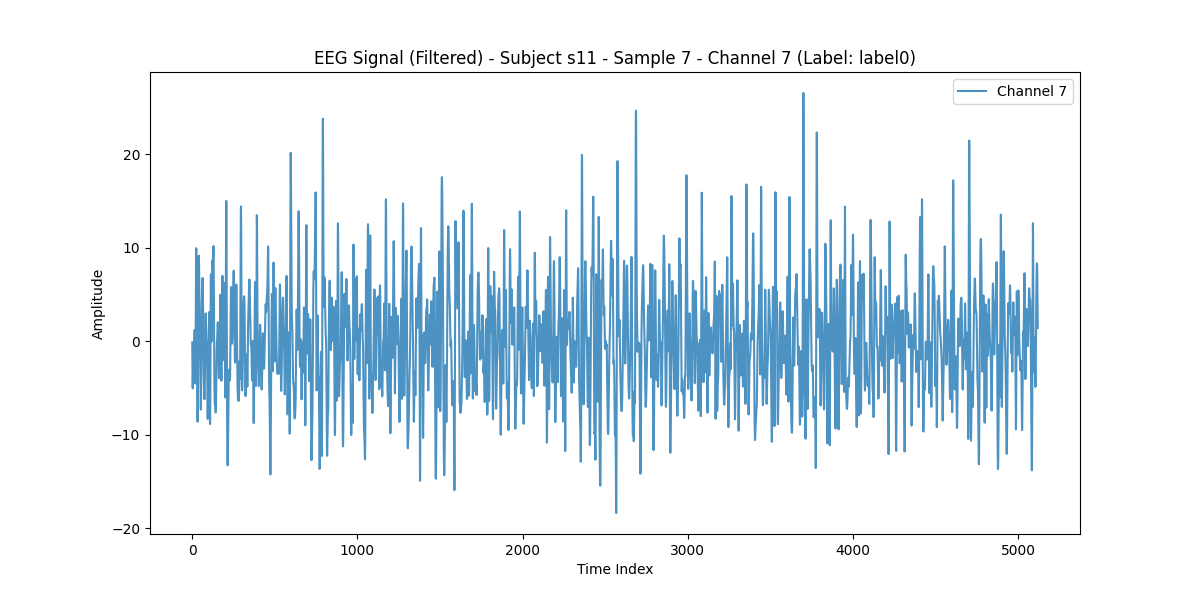 EEG Signal (Filtered) - Subject s11 - Sample 7 - Channel 7 (Label: label0)
Channel 7
Amplitude
20
10
0
−10
−20
0 1000 2000 3000 4000 5000
Time Index